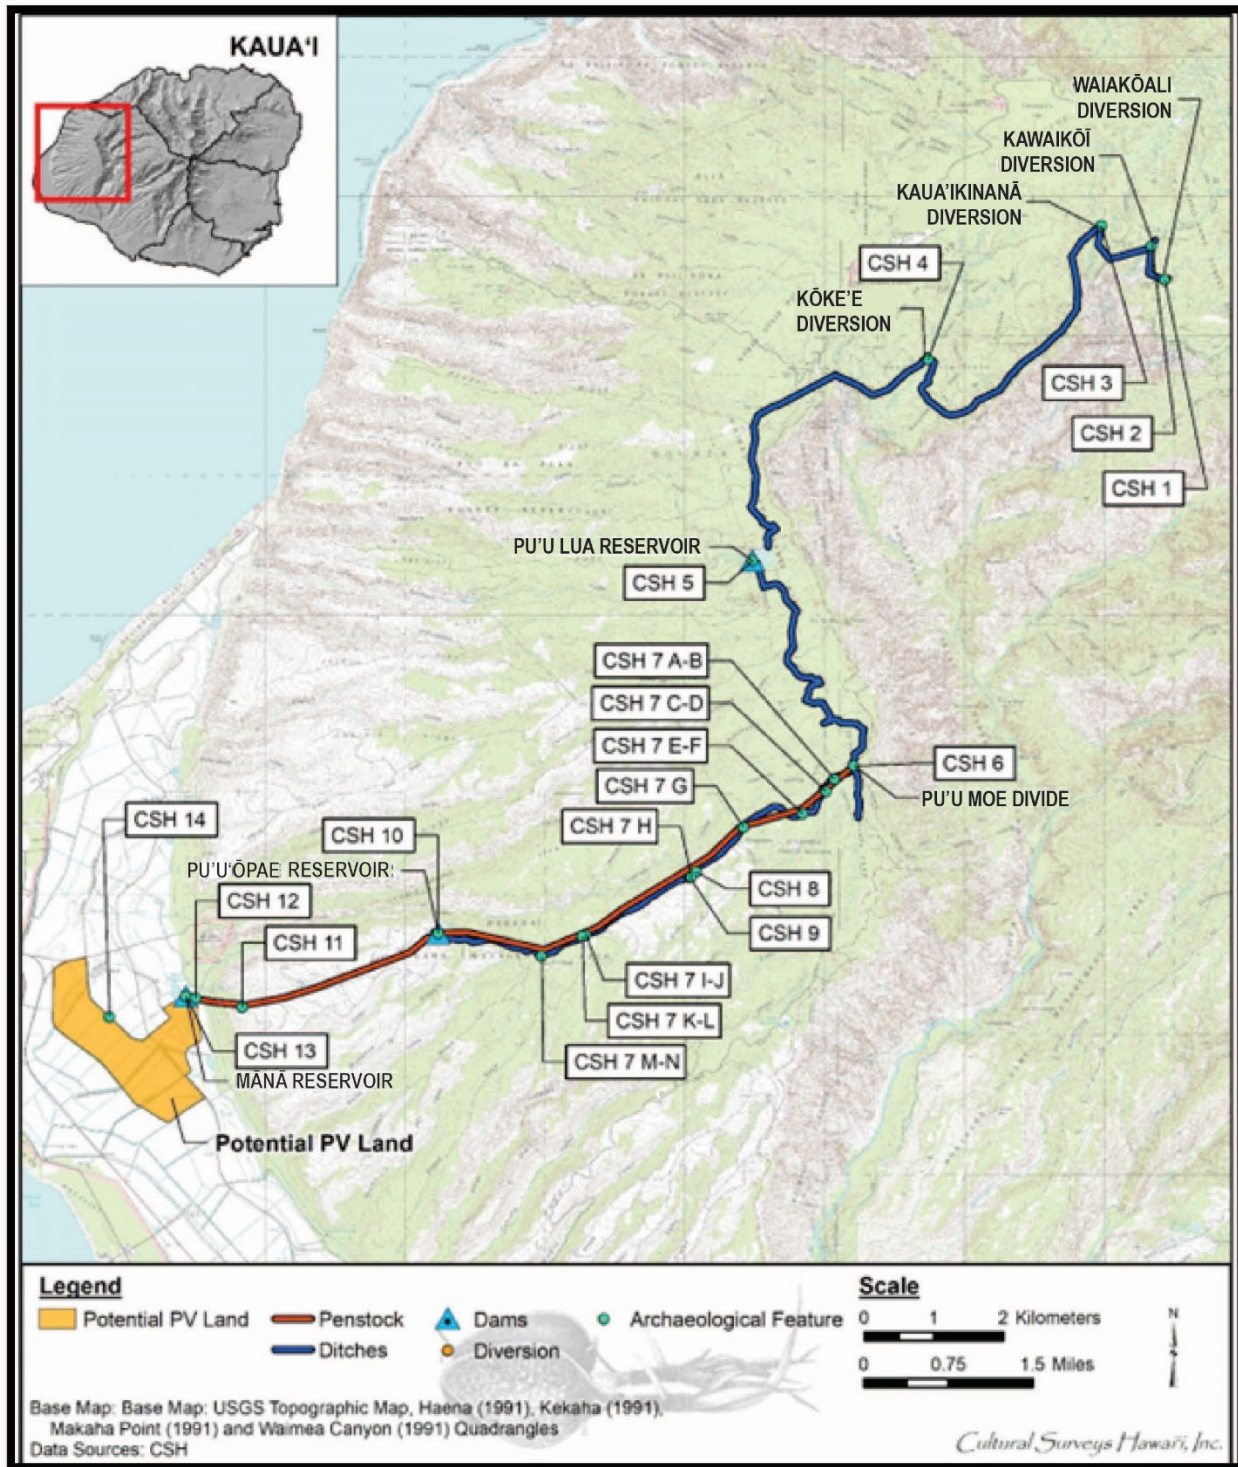 KAUAʻI
WAIAKŌALI
DIVERSION
KAWAIKŌĪ
DIVERSION
KAUA'IKINANĀ
DIVERSION
CSH 4
KŌKE'E
DIVERSION
CSH 3
CSH 2
CSH 1
PU'U LUA RESERVOIR
CSH 5
CSH 7 A-B
CSH 7 C-D
CSH 7 E-F
CSH 6
CSH 7 G
PU'U MOE DIVIDE
CSH 14
CSH 10
CSH 7 H
PU'U'ŌPAE RESERVOIR
CSH 8
CSH 12
CSH 9
CSH 11
CSH 7 I-J
CSH 7 K-L
CSH 13
CSH 7 M-N
MĀNĀ RESERVOIR
Potential PV Land
Legend
Potential PV Land
Penstock
Dams
Archaeological Feature
Ditches
Diversion
Scale
0 1 2 Kilometers
0 0.75 1.5 Miles
N
Base Map: Base Map: USGS Topographic Map, Haena (1991), Kekaha (1991),
Makaha Point (1991) and Waimea Canyon (1991) Quadrangles
Data Sources: CSH
Cultural Surveys Hawaiʻi, Inc.